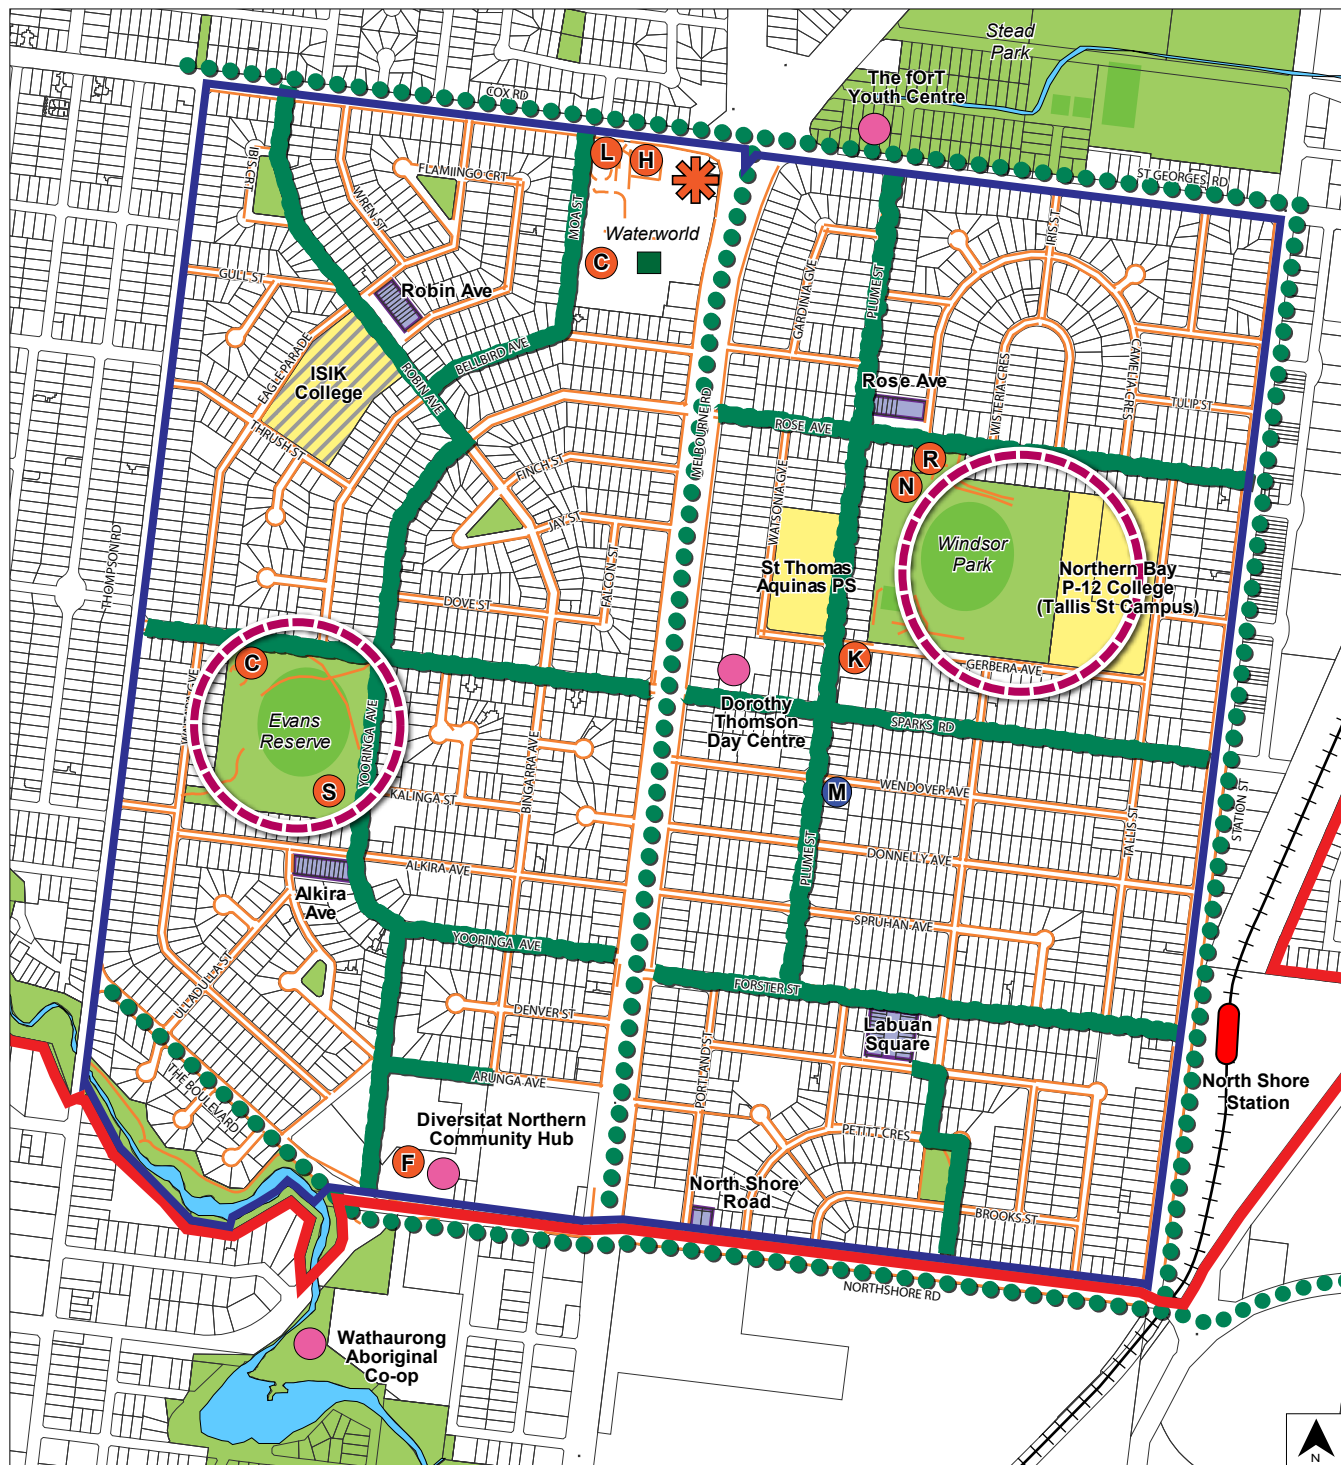 Stead
Park
The fOrT
Youth Centre
COX RD
ST GEORGES RD
L
H
IBIS CRT
FLAMIINGO CRT
WREN ST
MOA ST
Waterworld
C
IRIS ST
GARDINIA GVE
PLUME ST
GULL ST
Robin Ave
EAGLE PARADE
BELLBIRD AVE
ISIK
College
ROBIN AVE
Rose Ave
WISTERIA CRES
CAMELIA CRES
TULIP ST
MELBOURNE RD
ROSE AVE
THRUSH ST
FINCH ST
WATSONIA GVE
R
N
JAY ST
Windsor
Park
THOMPSON RD
FALCON ST
St Thomas
Aquinas PS
Northern Bay
P-12 College
(Tallis St Campus)
DOVE ST
C
K
GERBERA AVE
Evans
Reserve
YOORINGA AVE
Dorothy
Thomson
Day Centre
SPARKS RD
BINGARRA AVE
S
KALINGA ST
M
WENDOVER AVE
STATION ST
TALLIS ST
PLUME ST
DONNELLY AVE
ALKIRA AVE
Alkira
Ave
SPRUHAN AVE
YOORINGA AVE
ULLADULLA ST
FORSTER ST
DENVER ST
Labuan
Square
PORTLAND ST
THE BOULEVARD
ARUNGA AVE
North Shore
Station
Diversitat Northern
Community Hub
PETITT CRES
F
North Shore
Road
BROOKS ST
NORTHSHORE RD
Wathaurong
Aboriginal
Co-op
N